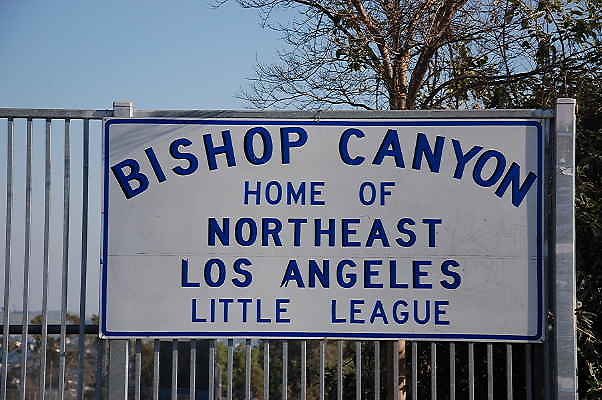 BISHOP CANYON
HOME OF
NORTHEAST
LOS ANGELES
LITTLE LEAGUE